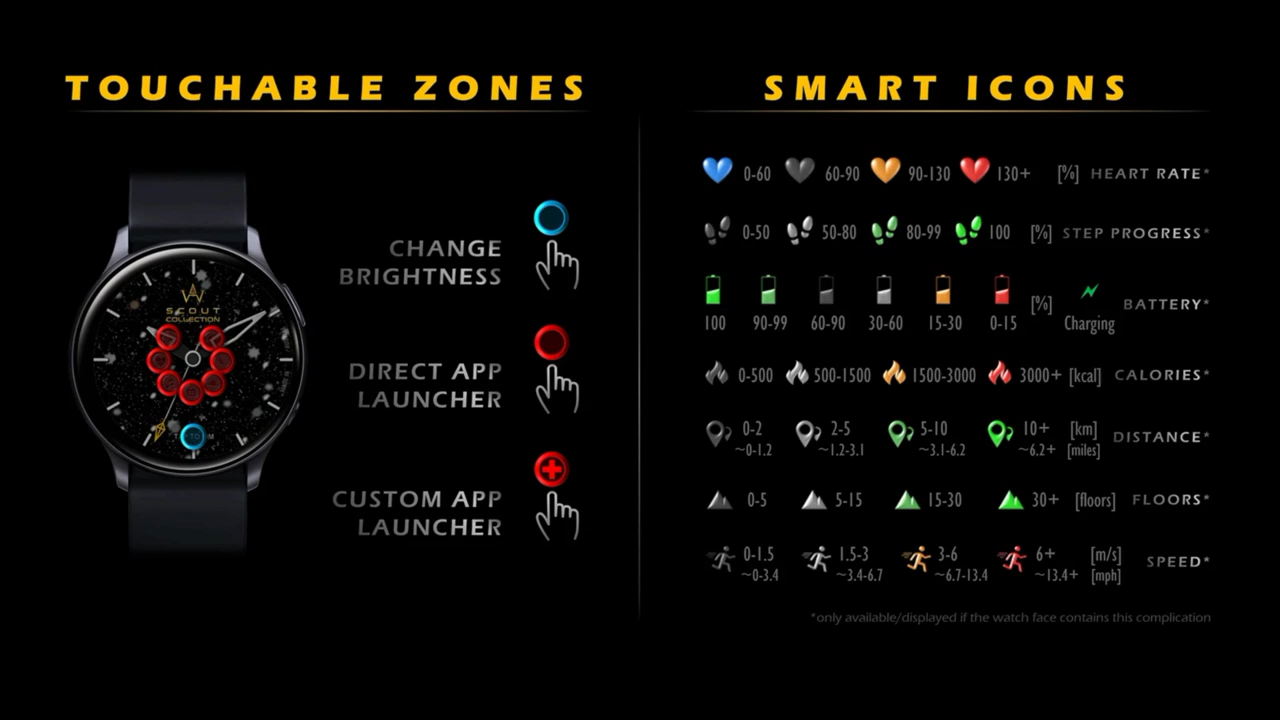 TOUCHABLE ZONES
SCOUT
COLLECTION
CHANGE
BRIGHTNESS
DIRECT APP
LAUNCHER
CUSTOM APP
LAUNCHER
SMART ICONS
0-60 60-90 90-130 130+ [%] HEART RATE*
0-50 50-80 80-99 100 [%] STEP PROGRESS*
[%] BATTERY*
100 90-99 60-90 30-60 15-30 0-15 Charging
0-500 500-1500 1500-3000 3000+ [kcal] CALORIES*
0-2 2-5 5-10 10+ [km] DISTANCE*
~0-1.2 ~1.2-3.1 ~3.1-6.2 ~6.2+ [miles]
0-5 5-15 15-30 30+ [floors] FLOORS*
0-1.5 1.5-3 3-6 6+ [m/s] SPEED*
~0-3.4 ~3.4-6.7 ~6.7-13.4 ~13.4+ [mph]
*only available/displayed if the watch face contains this complication